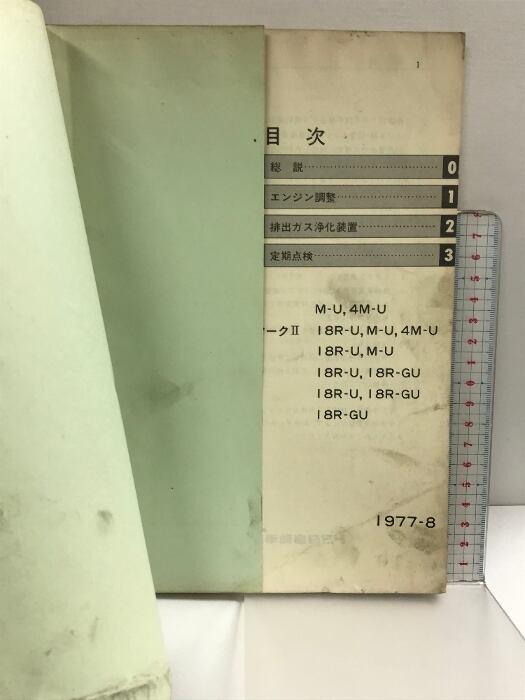 1
目 次
総 説 0
エンジン調整 1
排出ガス浄化装置 2
定期点検 3
M-U, 4M-U
ークII 18R-U, M-U, 4M-U
18R-U, M-U
18R-U, 18R-GU
18R-U, 18R-GU
18R-GU
1977-8